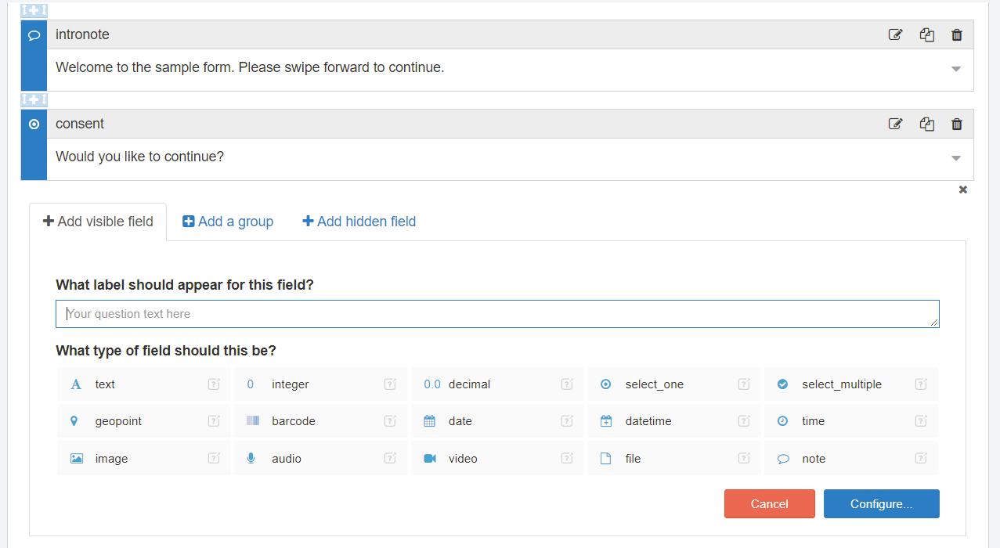 intronote
Welcome to the sample form. Please swipe forward to continue.
consent
Would you like to continue?
Add visible field Add a group Add hidden field
What label should appear for this field?
Your question text here
What type of field should this be?
A text ? 0 integer ? 0.0 decimal ? select_one ? select_multiple ?
geopoint ? barcode ? date ? datetime ? time ?
image ? audio ? video ? file ? note ?
Cancel Configure...